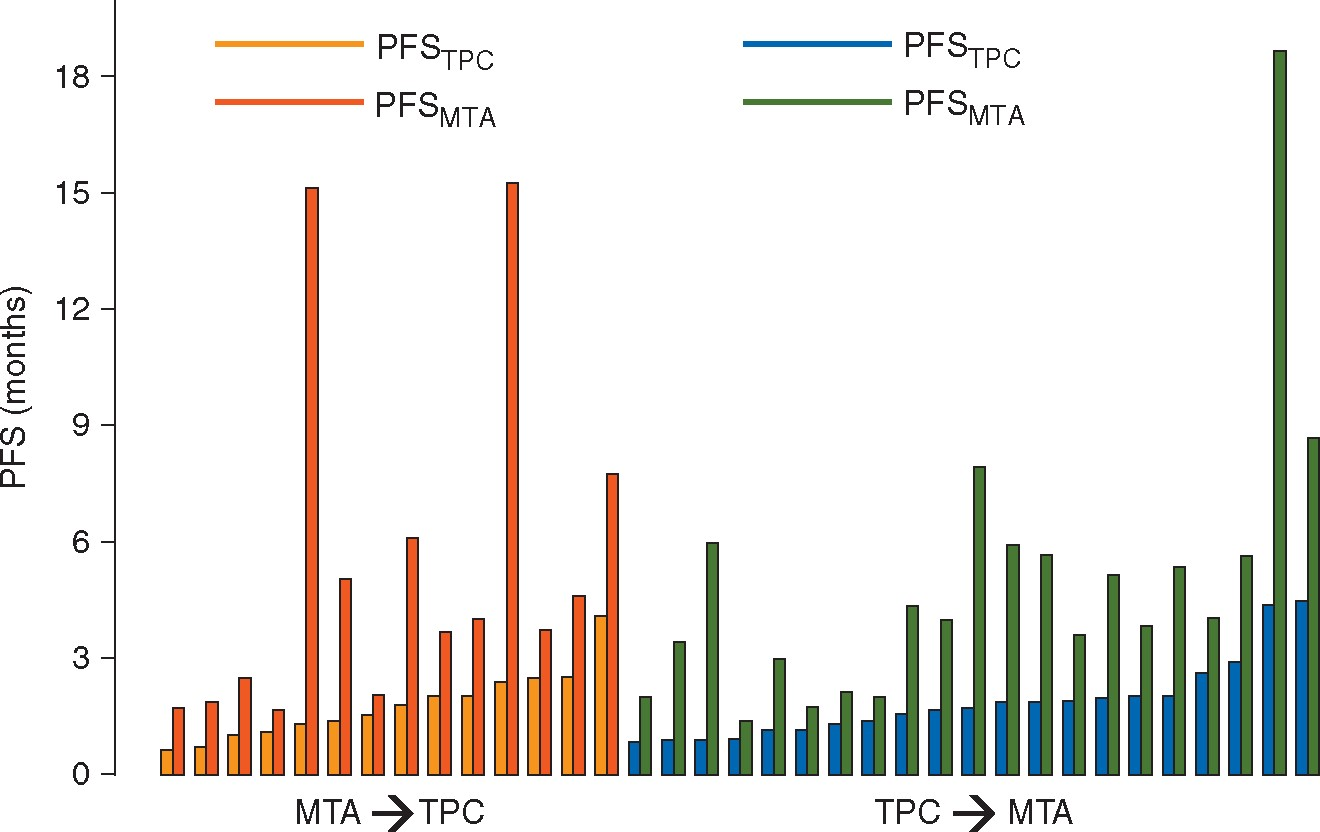 PFSTPC
PFSMTA
PFSTPC
PFSMTA
18
15
12
9
6
3
0
PFS (months)
MTA → TPC
TPC → MTA